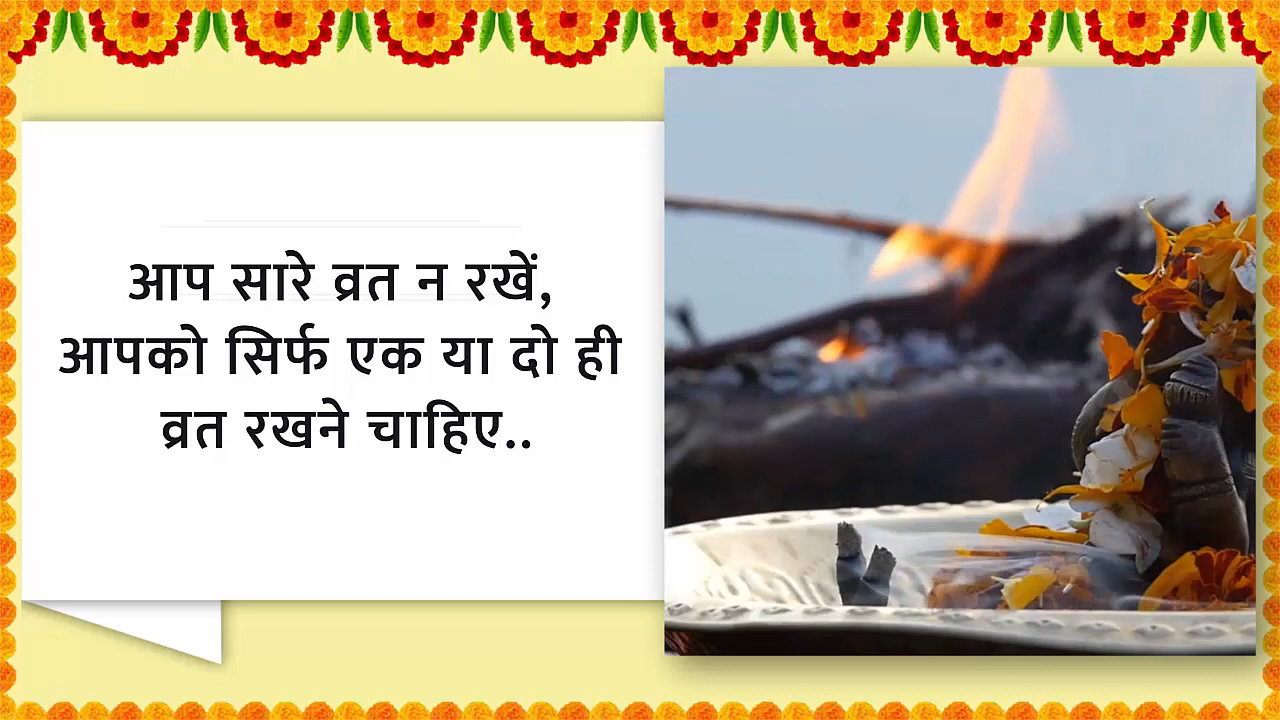 आप सारे व्रत न रखें,
आपको सिर्फ एक या दो ही
व्रत रखने चाहिए..